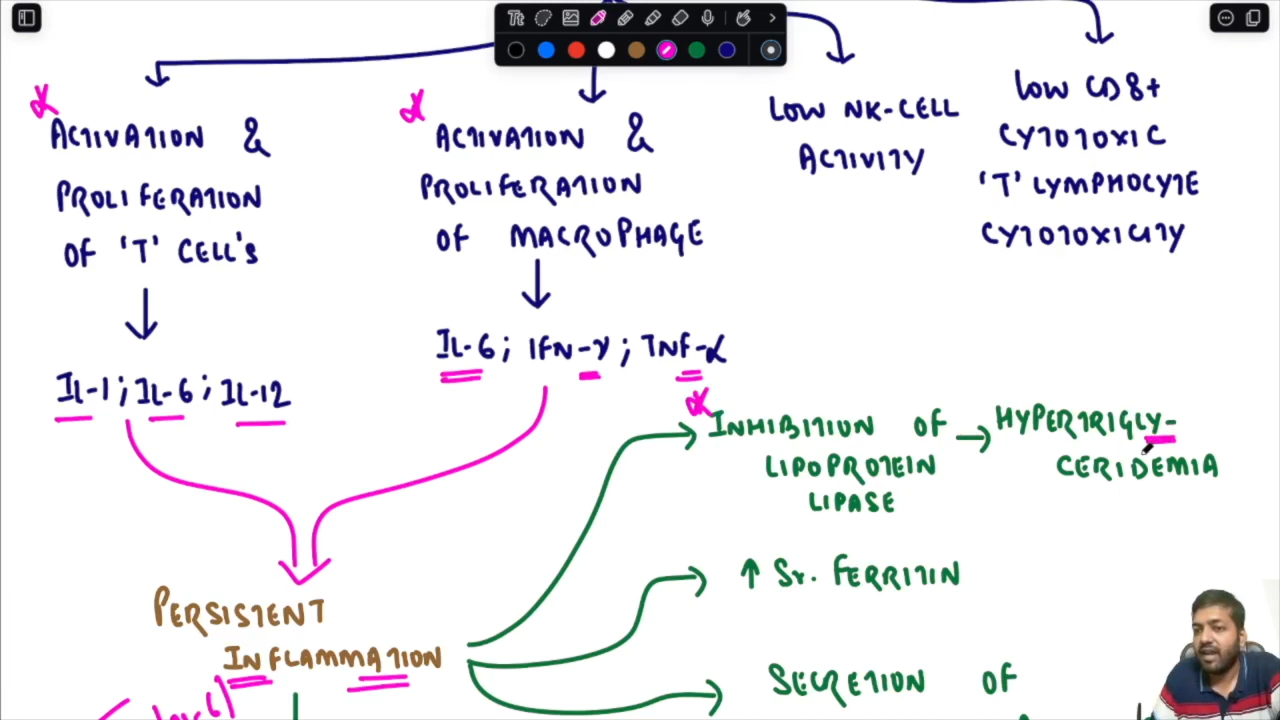 ACTIVATION &
PROLIFERATION
OF 'T' CELL'S
IL-1; IL-6; IL-12
ACTIVATION &
PROLIFERATION
OF MACROPHAGE
IL-6; IFN-γ; TNF-α
LOW NK-CELL
ACTIVITY
LOW CD8+
CYTOTOXIC
'T' LYMPHOCYTE
CYTOTOXICITY
PERSISTENT
INFLAMMATION
INHIBITION OF
LIPOPROTEIN
LIPASE
HYPERTRIGLY-
CERIDEMIA
↑ Sr. FERRITIN
SECRETION OF